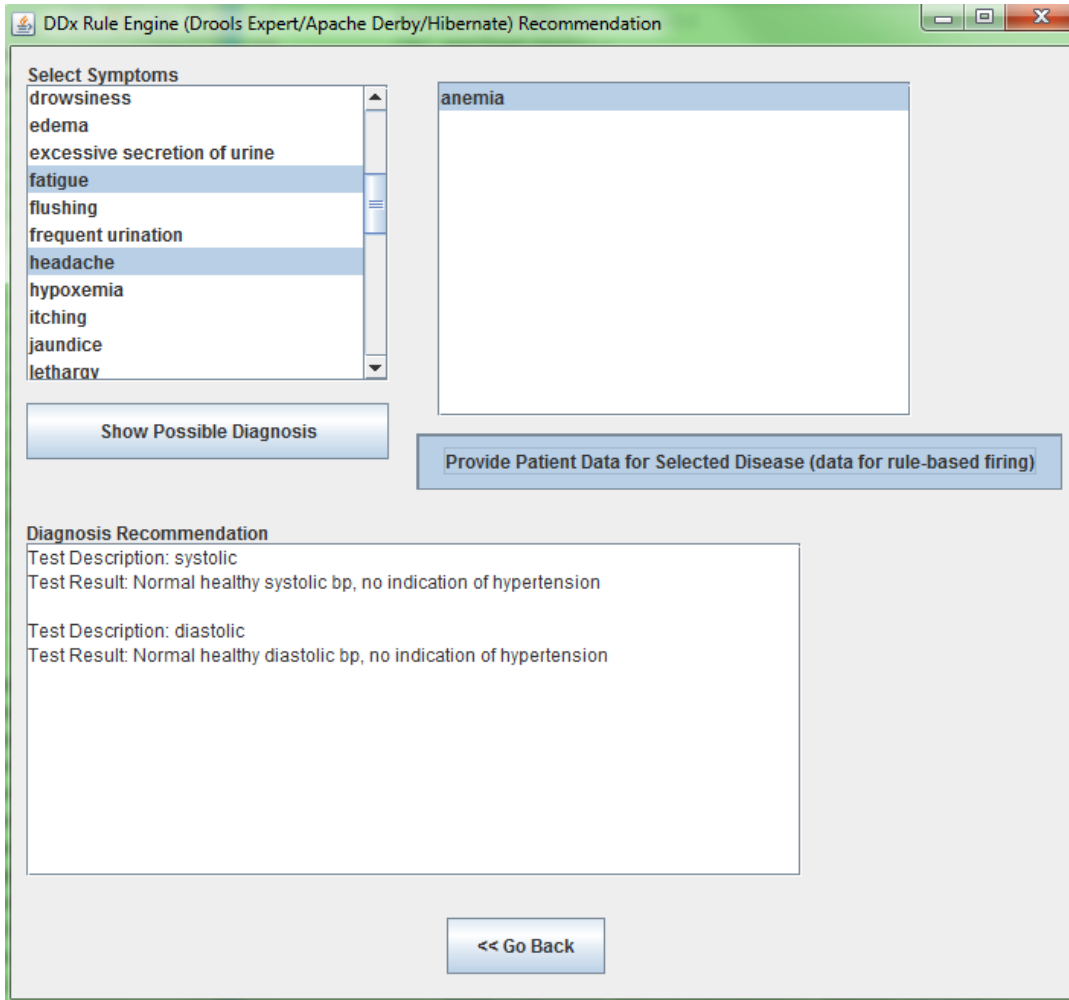 DDx Rule Engine (Drools Expert/Apache Derby/Hibernate) Recommendation
Select Symptoms
drowsiness
edema
excessive secretion of urine
fatigue
flushing
frequent urination
headache
hypoxemia
itching
jaundice
lethargy
anemia
Show Possible Diagnosis
Provide Patient Data for Selected Disease (data for rule-based firing)
Diagnosis Recommendation
Test Description: systolic
Test Result: Normal healthy systolic bp, no indication of hypertension
Test Description: diastolic
Test Result: Normal healthy diastolic bp, no indication of hypertension
<< Go Back